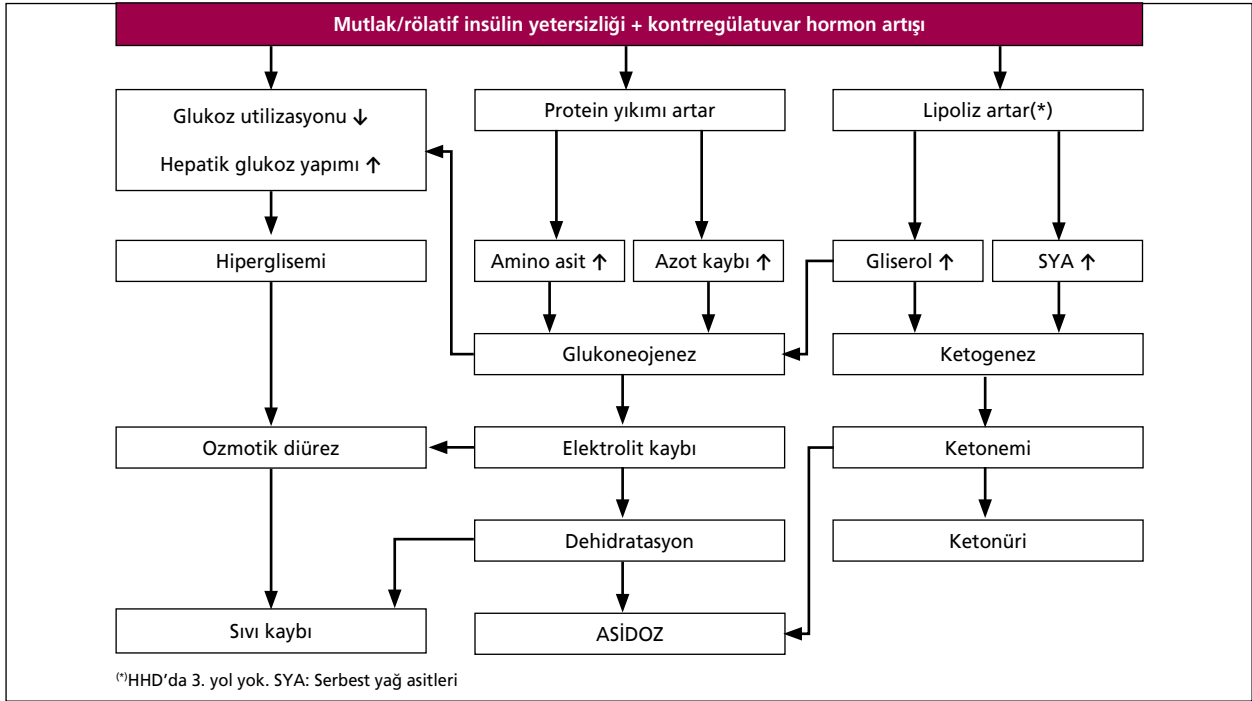 Mutlak/rölatif insülin yetersizliği + kontrregülatuvar hormon artışı
Glukoz utilizasyonu ↓
Hepatik glukoz yapımı ↑
Protein yıkımı artar
Lipoliz artar(*)
Hiperglisemi
Amino asit ↑
Azot kaybı ↑
Gliserol ↑
SYA ↑
Glukoneojenez
Ketogenez
Ozmotik diürez
Elektrolit kaybı
Ketonemi
Dehidratasyon
Ketonüri
Sıvı kaybı
ASİDOZ
(*)HHD’da 3. yol yok. SYA: Serbest yağ asitleri